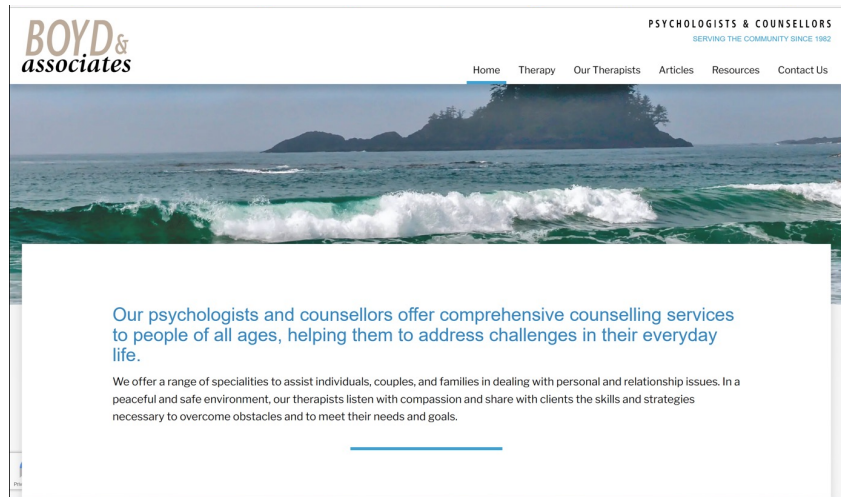 BOYD &
associates
PSYCHOLOGISTS & COUNSELLORS
SERVING THE COMMUNITY SINCE 1982
Home Therapy Our Therapists Articles Resources Contact Us
Our psychologists and counsellors offer comprehensive counselling services
to people of all ages, helping them to address challenges in their everyday
life.
We offer a range of specialities to assist individuals, couples, and families in dealing with personal and relationship issues. In a
peaceful and safe environment, our therapists listen with compassion and share with clients the skills and strategies
necessary to overcome obstacles and to meet their needs and goals.